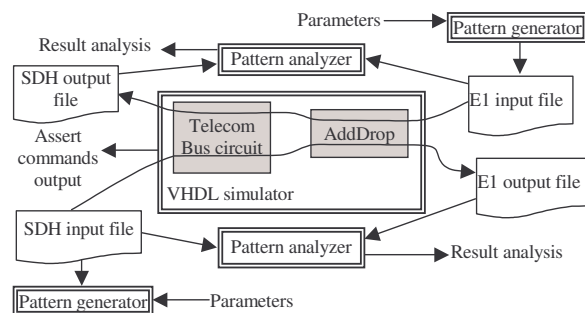 Parameters
Pattern generator
Result analysis
Pattern analyzer
SDH output
file
E1 input file
Telecom
Bus circuit
AddDrop
Assert
commands
output
VHDL simulator
E1 output file
SDH input file
Pattern analyzer
Result analysis
Pattern generator
Parameters